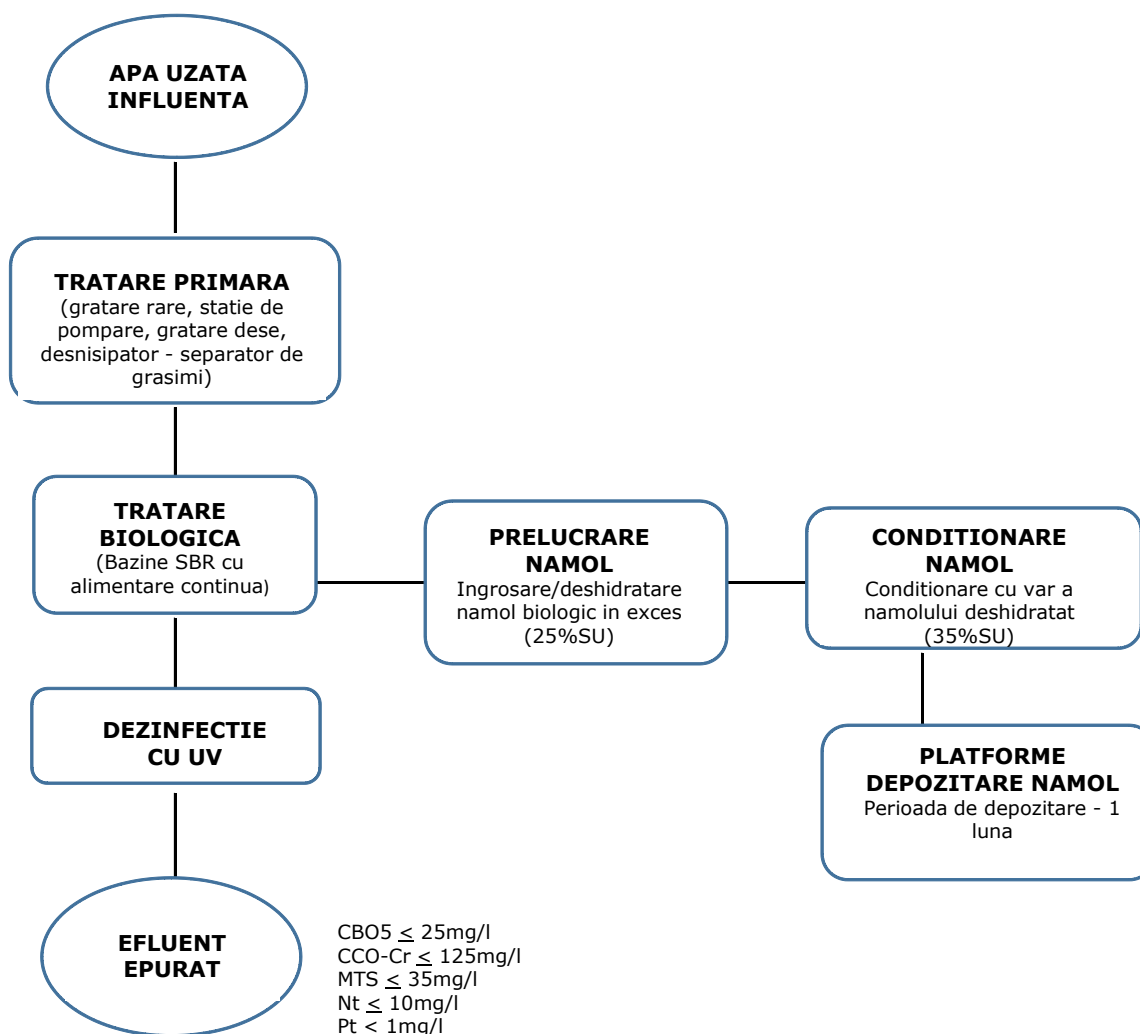 APA UZATA
INFLUENTA
TRATARE PRIMARA
(gratare rare, statie de
pompare, gratare dese,
desnisipator - separator de
grasimi)
TRATARE
BIOLOGICA
(Bazine SBR cu
alimentare continua)
PRELUCRARE
NAMOL
Ingrosare/deshidratare
namol biologic in exces
(25%SU)
CONDITIONARE
NAMOL
Conditionare cu var a
namolului deshidratat
(35%SU)
DEZINFECTIE
CU UV
PLATFORME
DEPOZITARE NAMOL
Perioada de depozitare - 1
luna
EFLUENT
EPURAT
CBO5 < 25mg/l
CCO-Cr < 125mg/l
MTS < 35mg/l
Nt < 10mg/l
Pt < 1mg/l